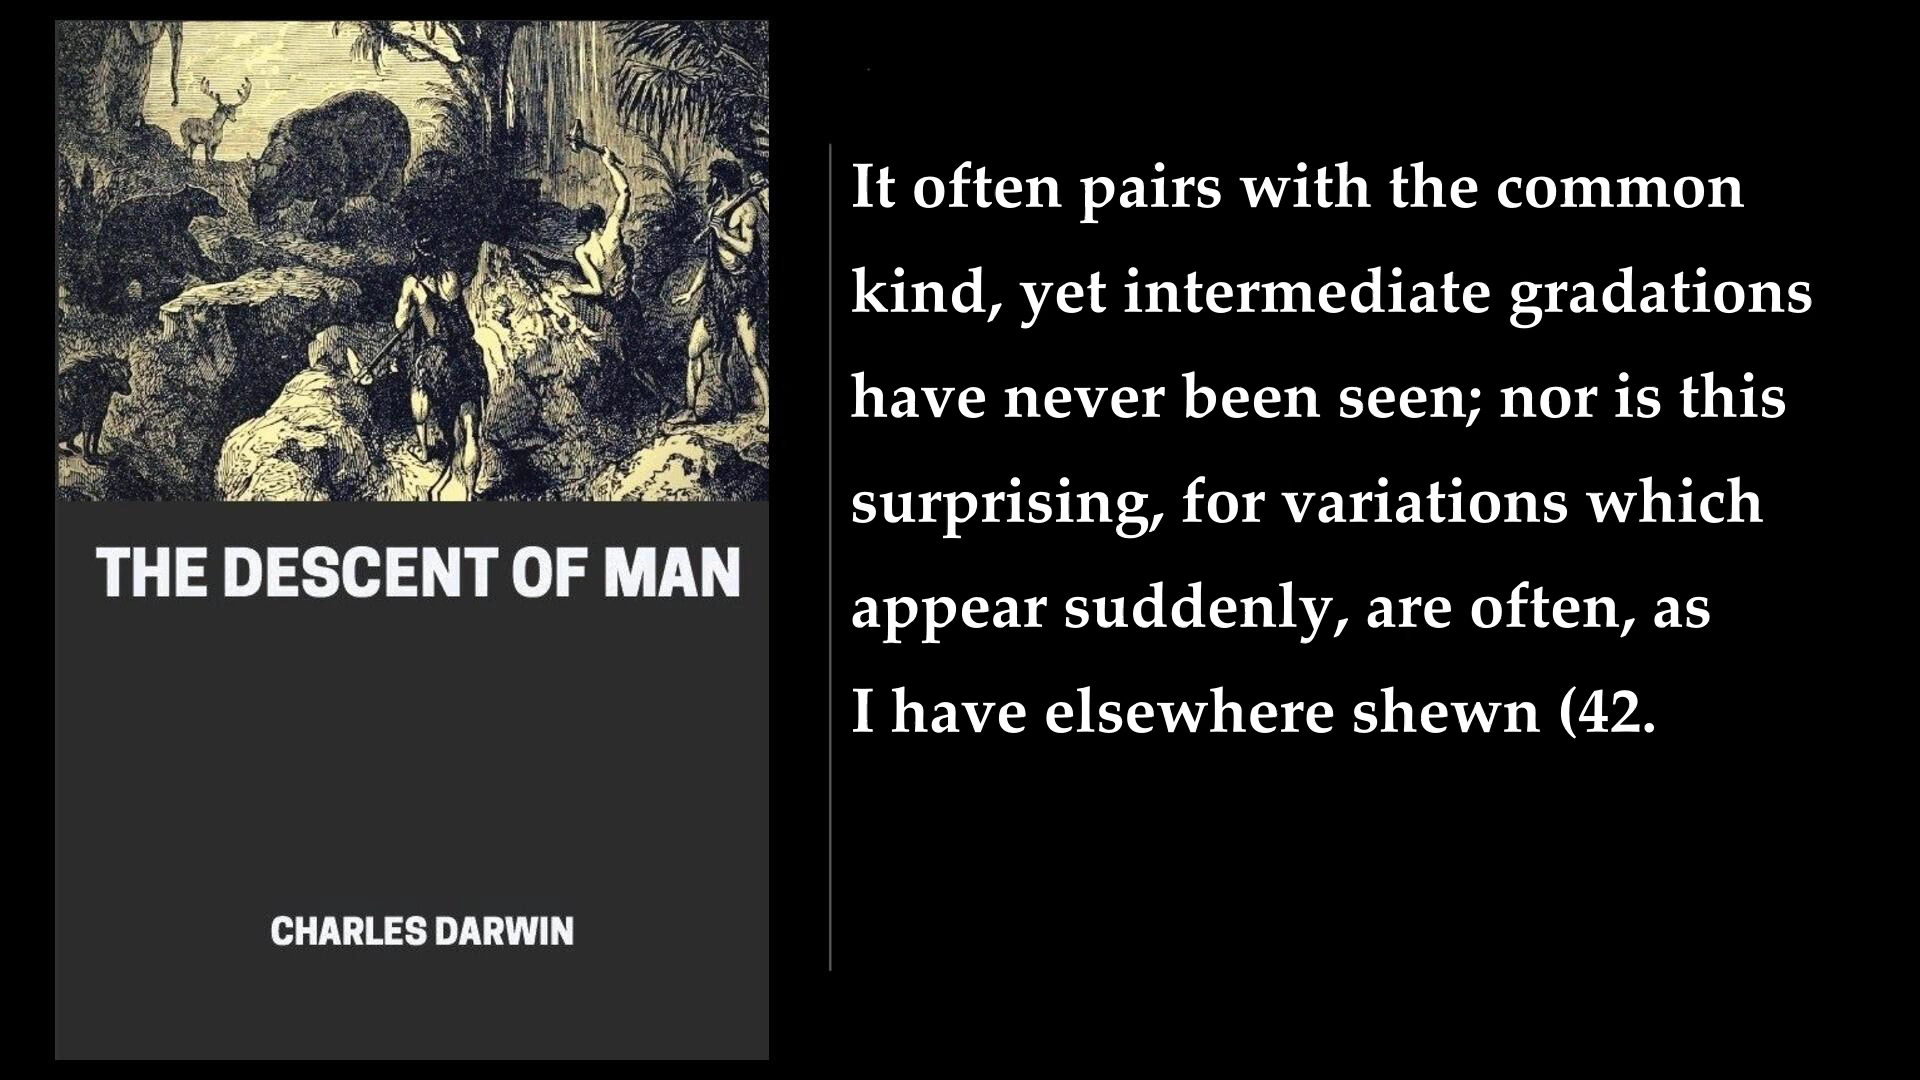 THE DESCENT OF MAN
CHARLES DARWIN
It often pairs with the common
kind, yet intermediate gradations
have never been seen; nor is this
surprising, for variations which
appear suddenly, are often, as
I have elsewhere shewn (42.